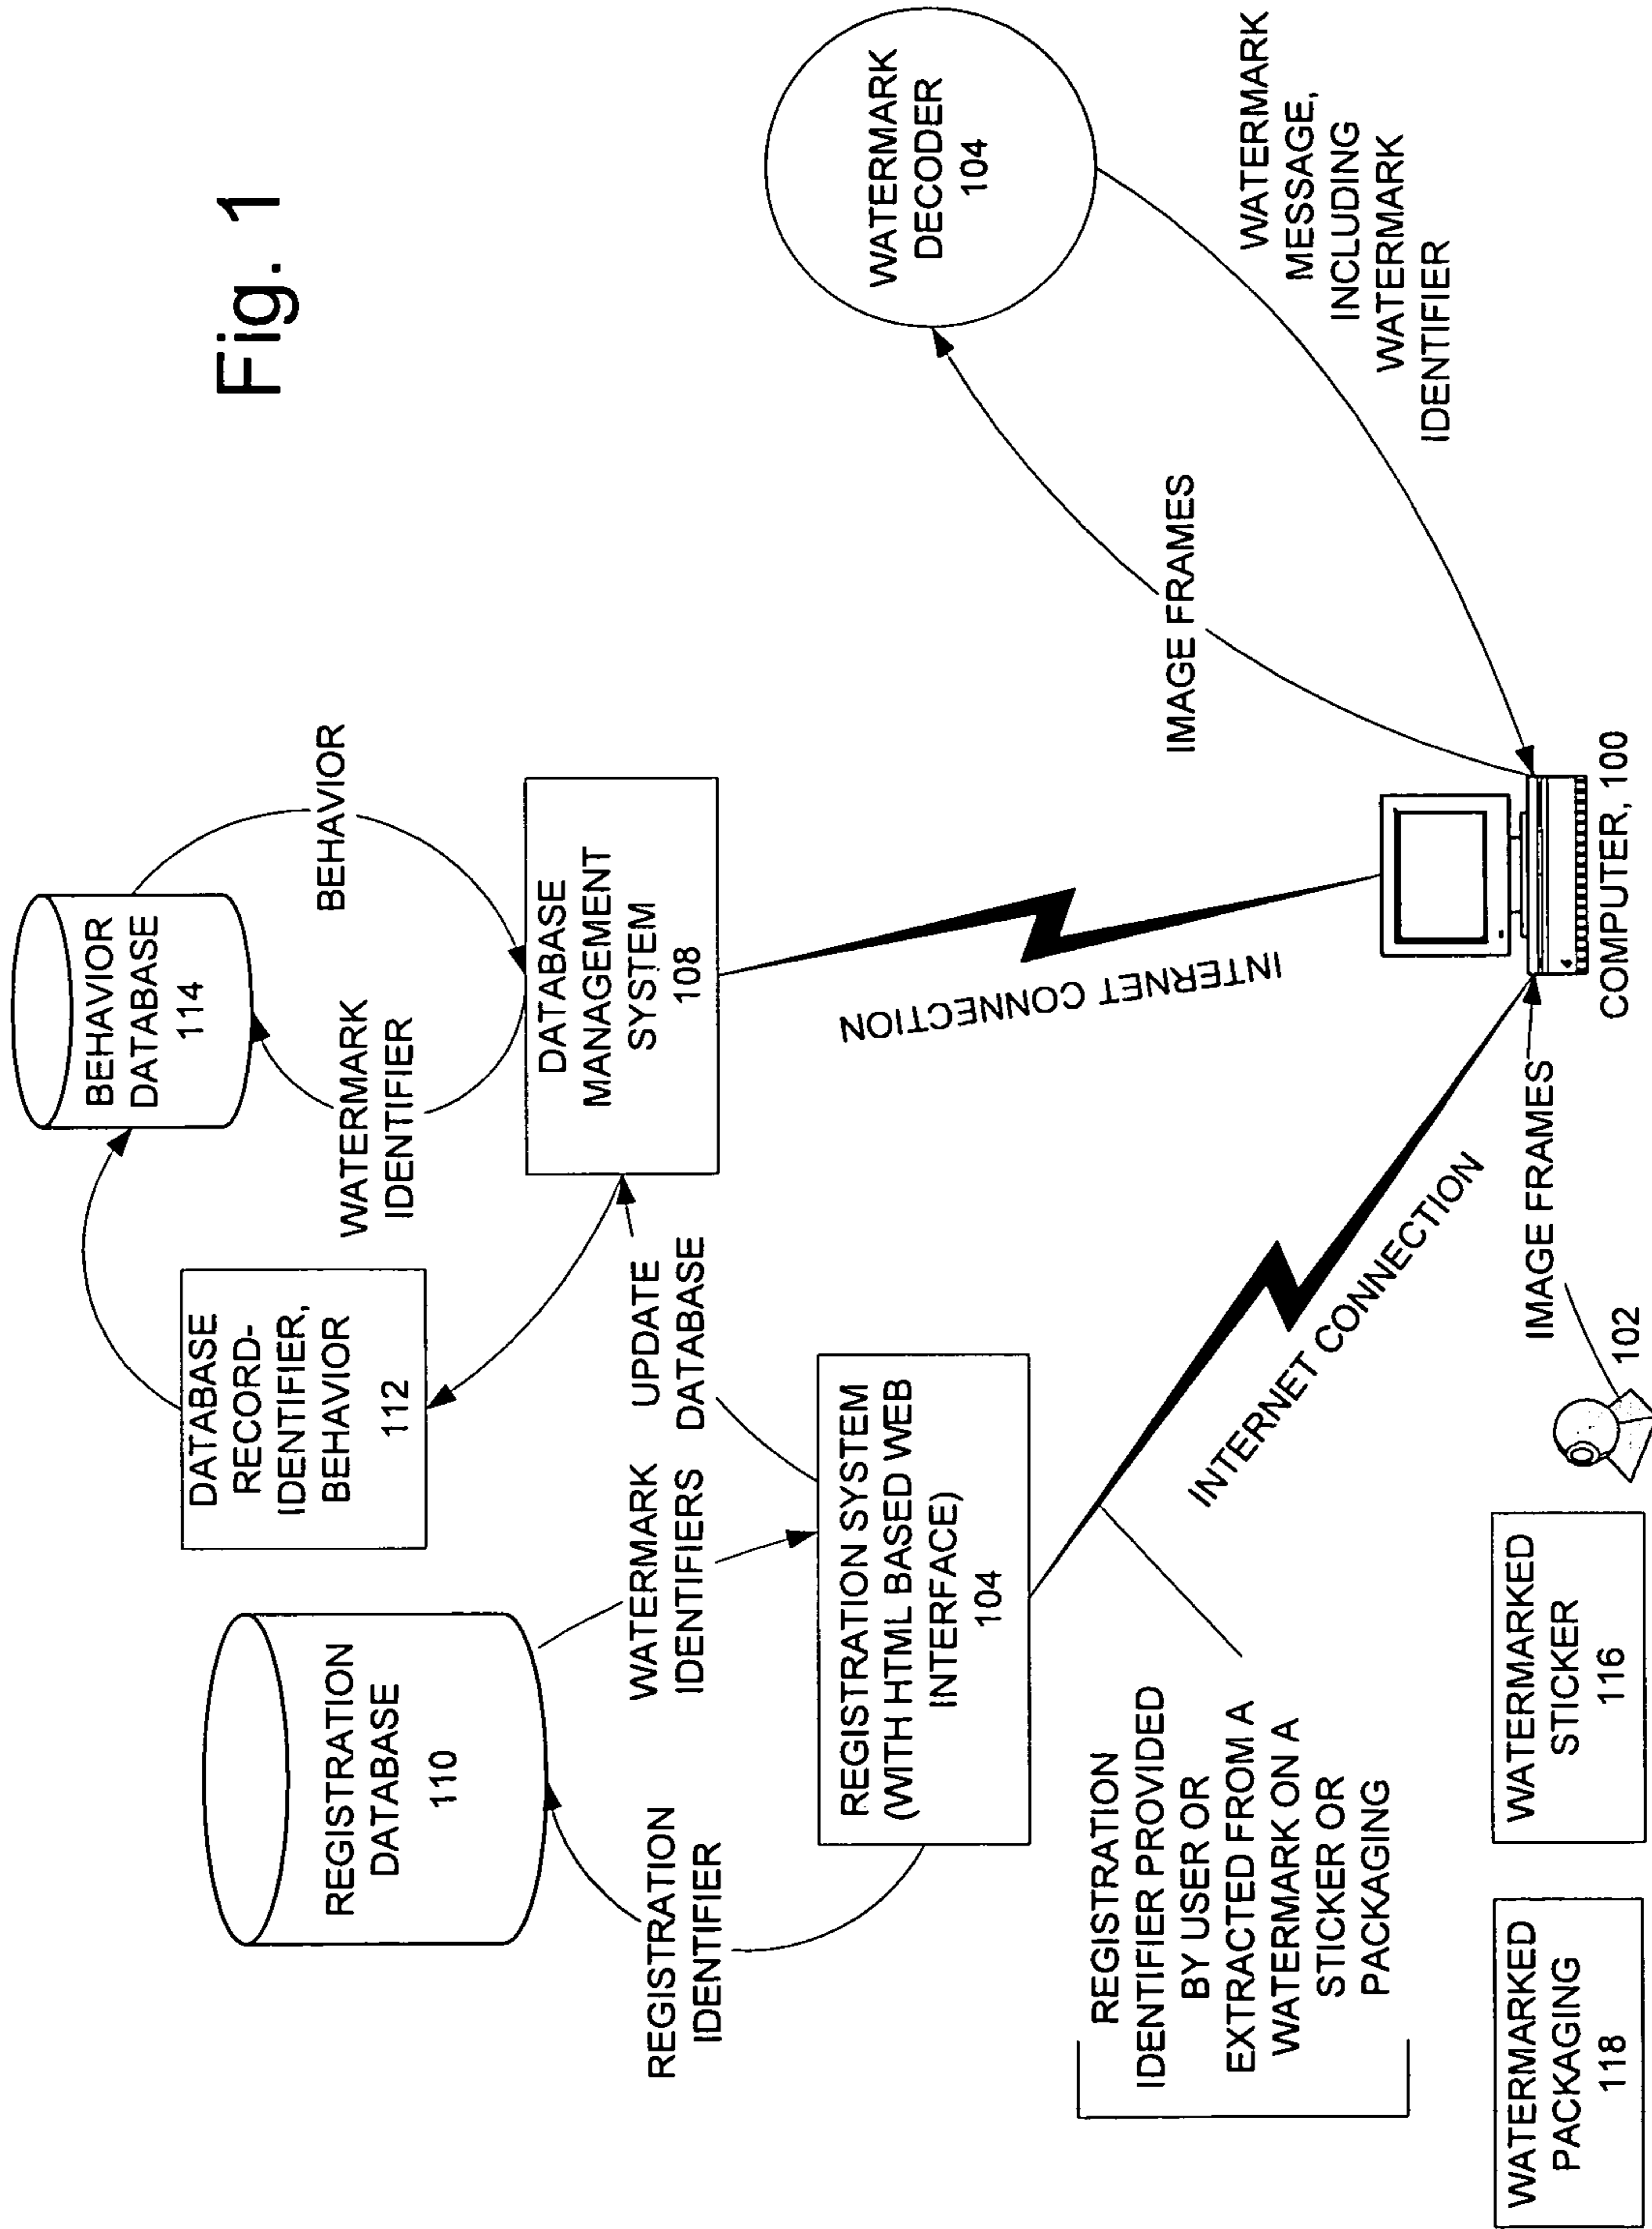 Fig. 1
REGISTRATION
DATABASE
110
DATABASE
RECORD-
IDENTIFIER,
BEHAVIOR
112
BEHAVIOR
DATABASE
114
BEHAVIOR
WATERMARK
IDENTIFIER
REGISTRATION
IDENTIFIER
WATERMARK
IDENTIFIERS
UPDATE
DATABASE
DATABASE
MANAGEMENT
SYSTEM
108
REGISTRATION SYSTEM
(WITH HTML BASED WEB
INTERFACE)
104
WATERMARK
DECODER
104
REGISTRATION
IDENTIFIER PROVIDED
BY USER OR
EXTRACTED FROM A
WATERMARK ON A
STICKER OR
PACKAGING
INTERNET CONNECTION
INTERNET CONNECTION
IMAGE FRAMES
WATERMARK
MESSAGE,
INCLUDING
WATERMARK
IDENTIFIER
WATERMARKED
PACKAGING
118
WATERMARKED
STICKER
116
102
IMAGE FRAMES
COMPUTER, 100